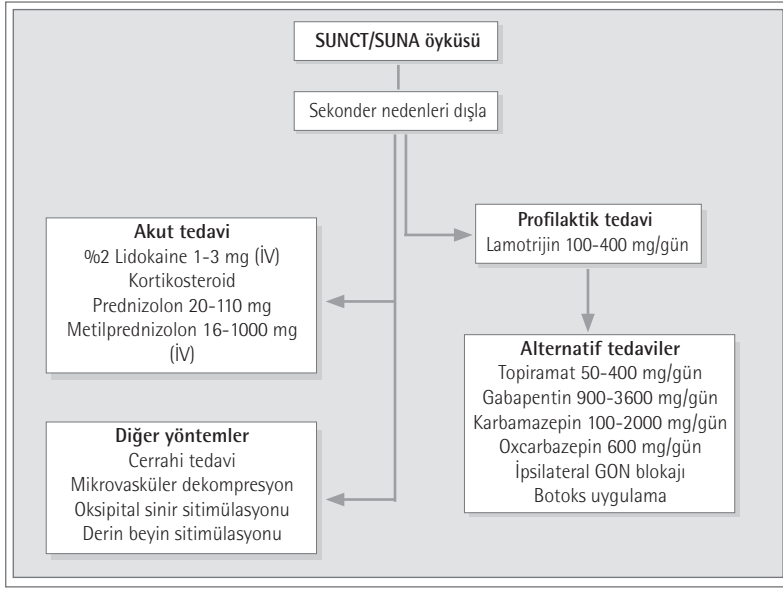 SUNCT/SUNA öyküsü
Sekonder nedenleri dışla
Akut tedavi
%2 Lidokaine 1-3 mg (İV)
Kortikosteroid
Prednizolon 20-110 mg
Metilprednizolon 16-1000 mg
(İV)
Diğer yöntemler
Cerrahi tedavi
Mikrovasküler dekompresyon
Oksipital sinir sitimülasyonu
Derin beyin sitimülasyonu
Profilaktik tedavi
Lamotrijin 100-400 mg/gün
Alternatif tedaviler
Topiramat 50-400 mg/gün
Gabapentin 900-3600 mg/gün
Karbamazepin 100-2000 mg/gün
Oxcarbazepin 600 mg/gün
İpsilateral GON blokajı
Botoks uygulama